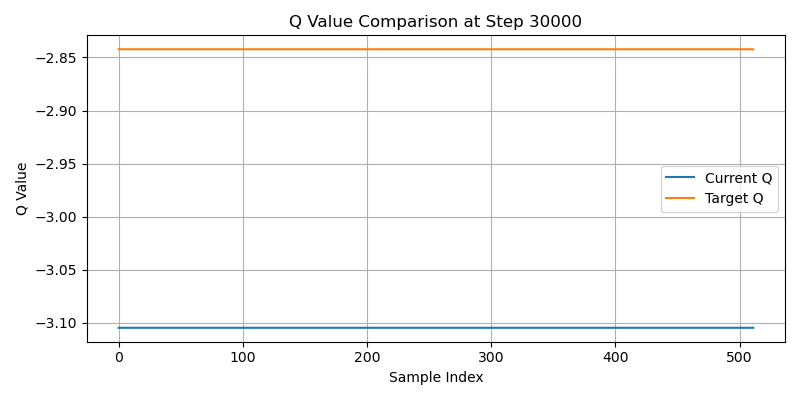 Q Value Comparison at Step 30000
Q Value
−2.85
−2.90
−2.95
−3.00
−3.05
−3.10
Current Q
Target Q
0
100
200
300
400
500
Sample Index